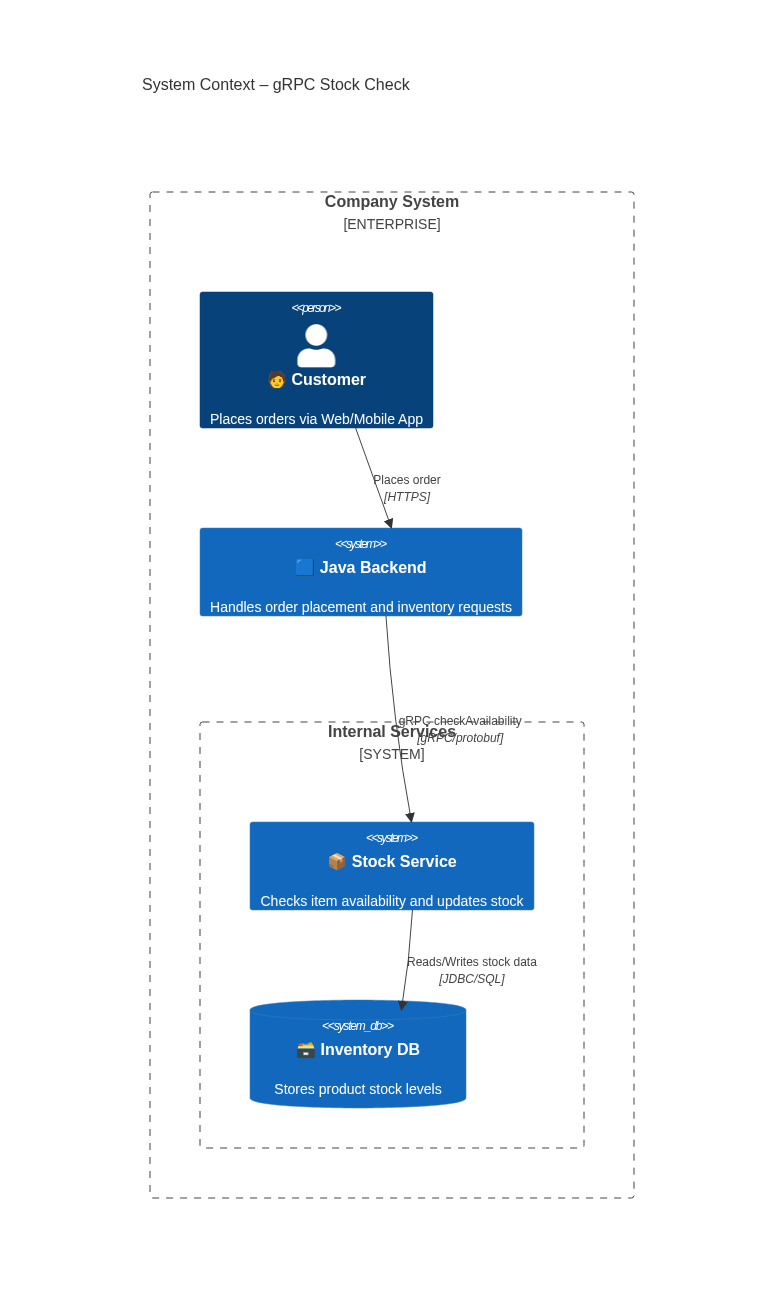 System Context – gRPC Stock Check
Company System
[ENTERPRISE]
<<person>>
🧑 Customer
Places orders via Web/Mobile App
Places order
[HTTPS]
<<system>>
🟦 Java Backend
Handles order placement and inventory requests
gRPC checkAvailability
[gRPC/protobuf]
Internal Services
[SYSTEM]
<<system>>
📦 Stock Service
Checks item availability and updates stock
Reads/Writes stock data
[JDBC/SQL]
<<system_db>>
🗃️ Inventory DB
Stores product stock levels